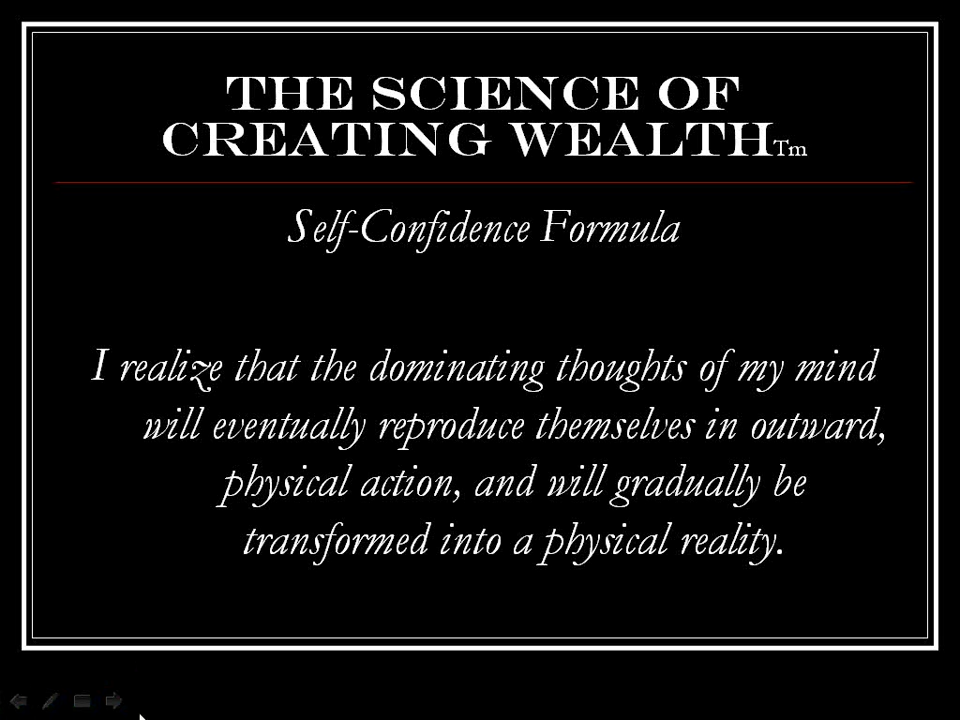 THE SCIENCE OF
CREATING WEALTHTm
Self-Confidence Formula
I realize that the dominating thoughts of my mind
will eventually reproduce themselves in outward,
physical action, and will gradually be
transformed into a physical reality.